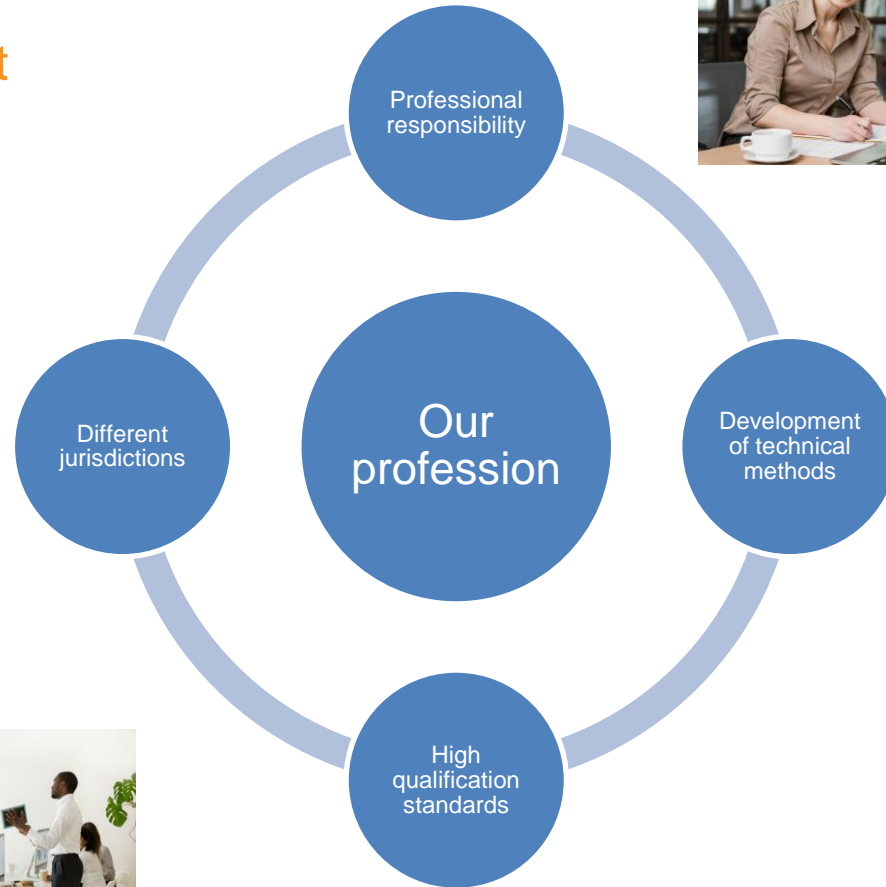 t
Professional
responsibility
Different
jurisdictions
Our
profession
Development
of technical
methods
High
qualification
standards